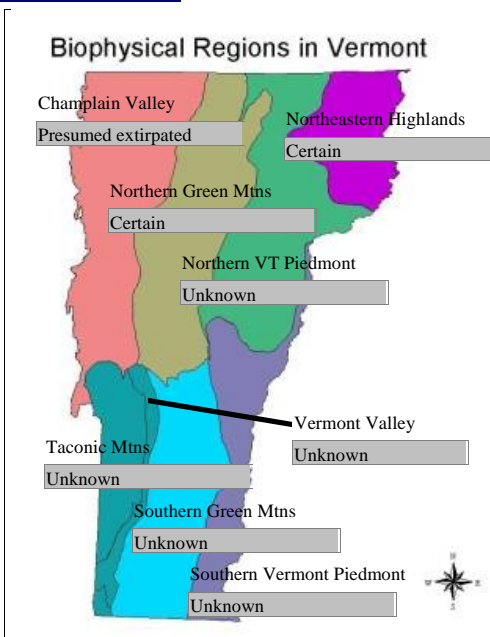 Biophysical Regions in Vermont
Champlain Valley
Presumed extirpated
Northeastern Highlands
Certain
Northern Green Mtns
Certain
Northern VT Piedmont
Unknown
Vermont Valley
Unknown
Taconic Mtns
Unknown
Southern Green Mtns
Unknown
Southern Vermont Piedmont
Unknown
N
W E
S